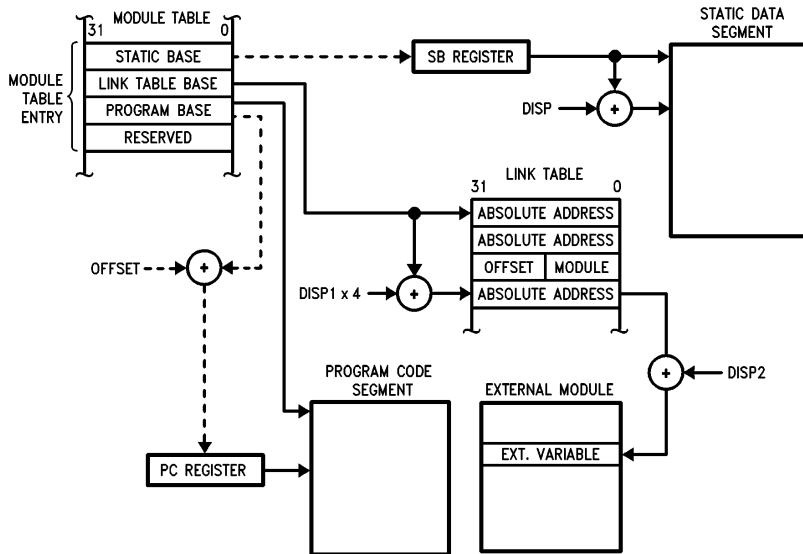 MODULE TABLE
31 0
STATIC BASE
LINK TABLE BASE
PROGRAM BASE
RESERVED
MODULE
TABLE
ENTRY
SB REGISTER
STATIC DATA
SEGMENT
DISP
+
LINK TABLE
31 0
ABSOLUTE ADDRESS
ABSOLUTE ADDRESS
OFFSET MODULE
ABSOLUTE ADDRESS
OFFSET
+
DISP1 x 4
+
+
DISP2
PROGRAM CODE
SEGMENT
EXTERNAL MODULE
EXT. VARIABLE
PC REGISTER